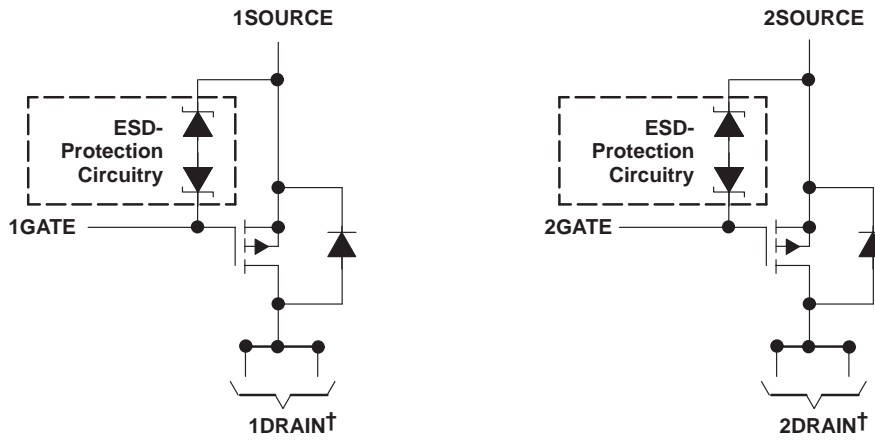 1SOURCE
ESD-
Protection
Circuitry
1GATE
1DRAIN†
2SOURCE
ESD-
Protection
Circuitry
2GATE
2DRAIN†